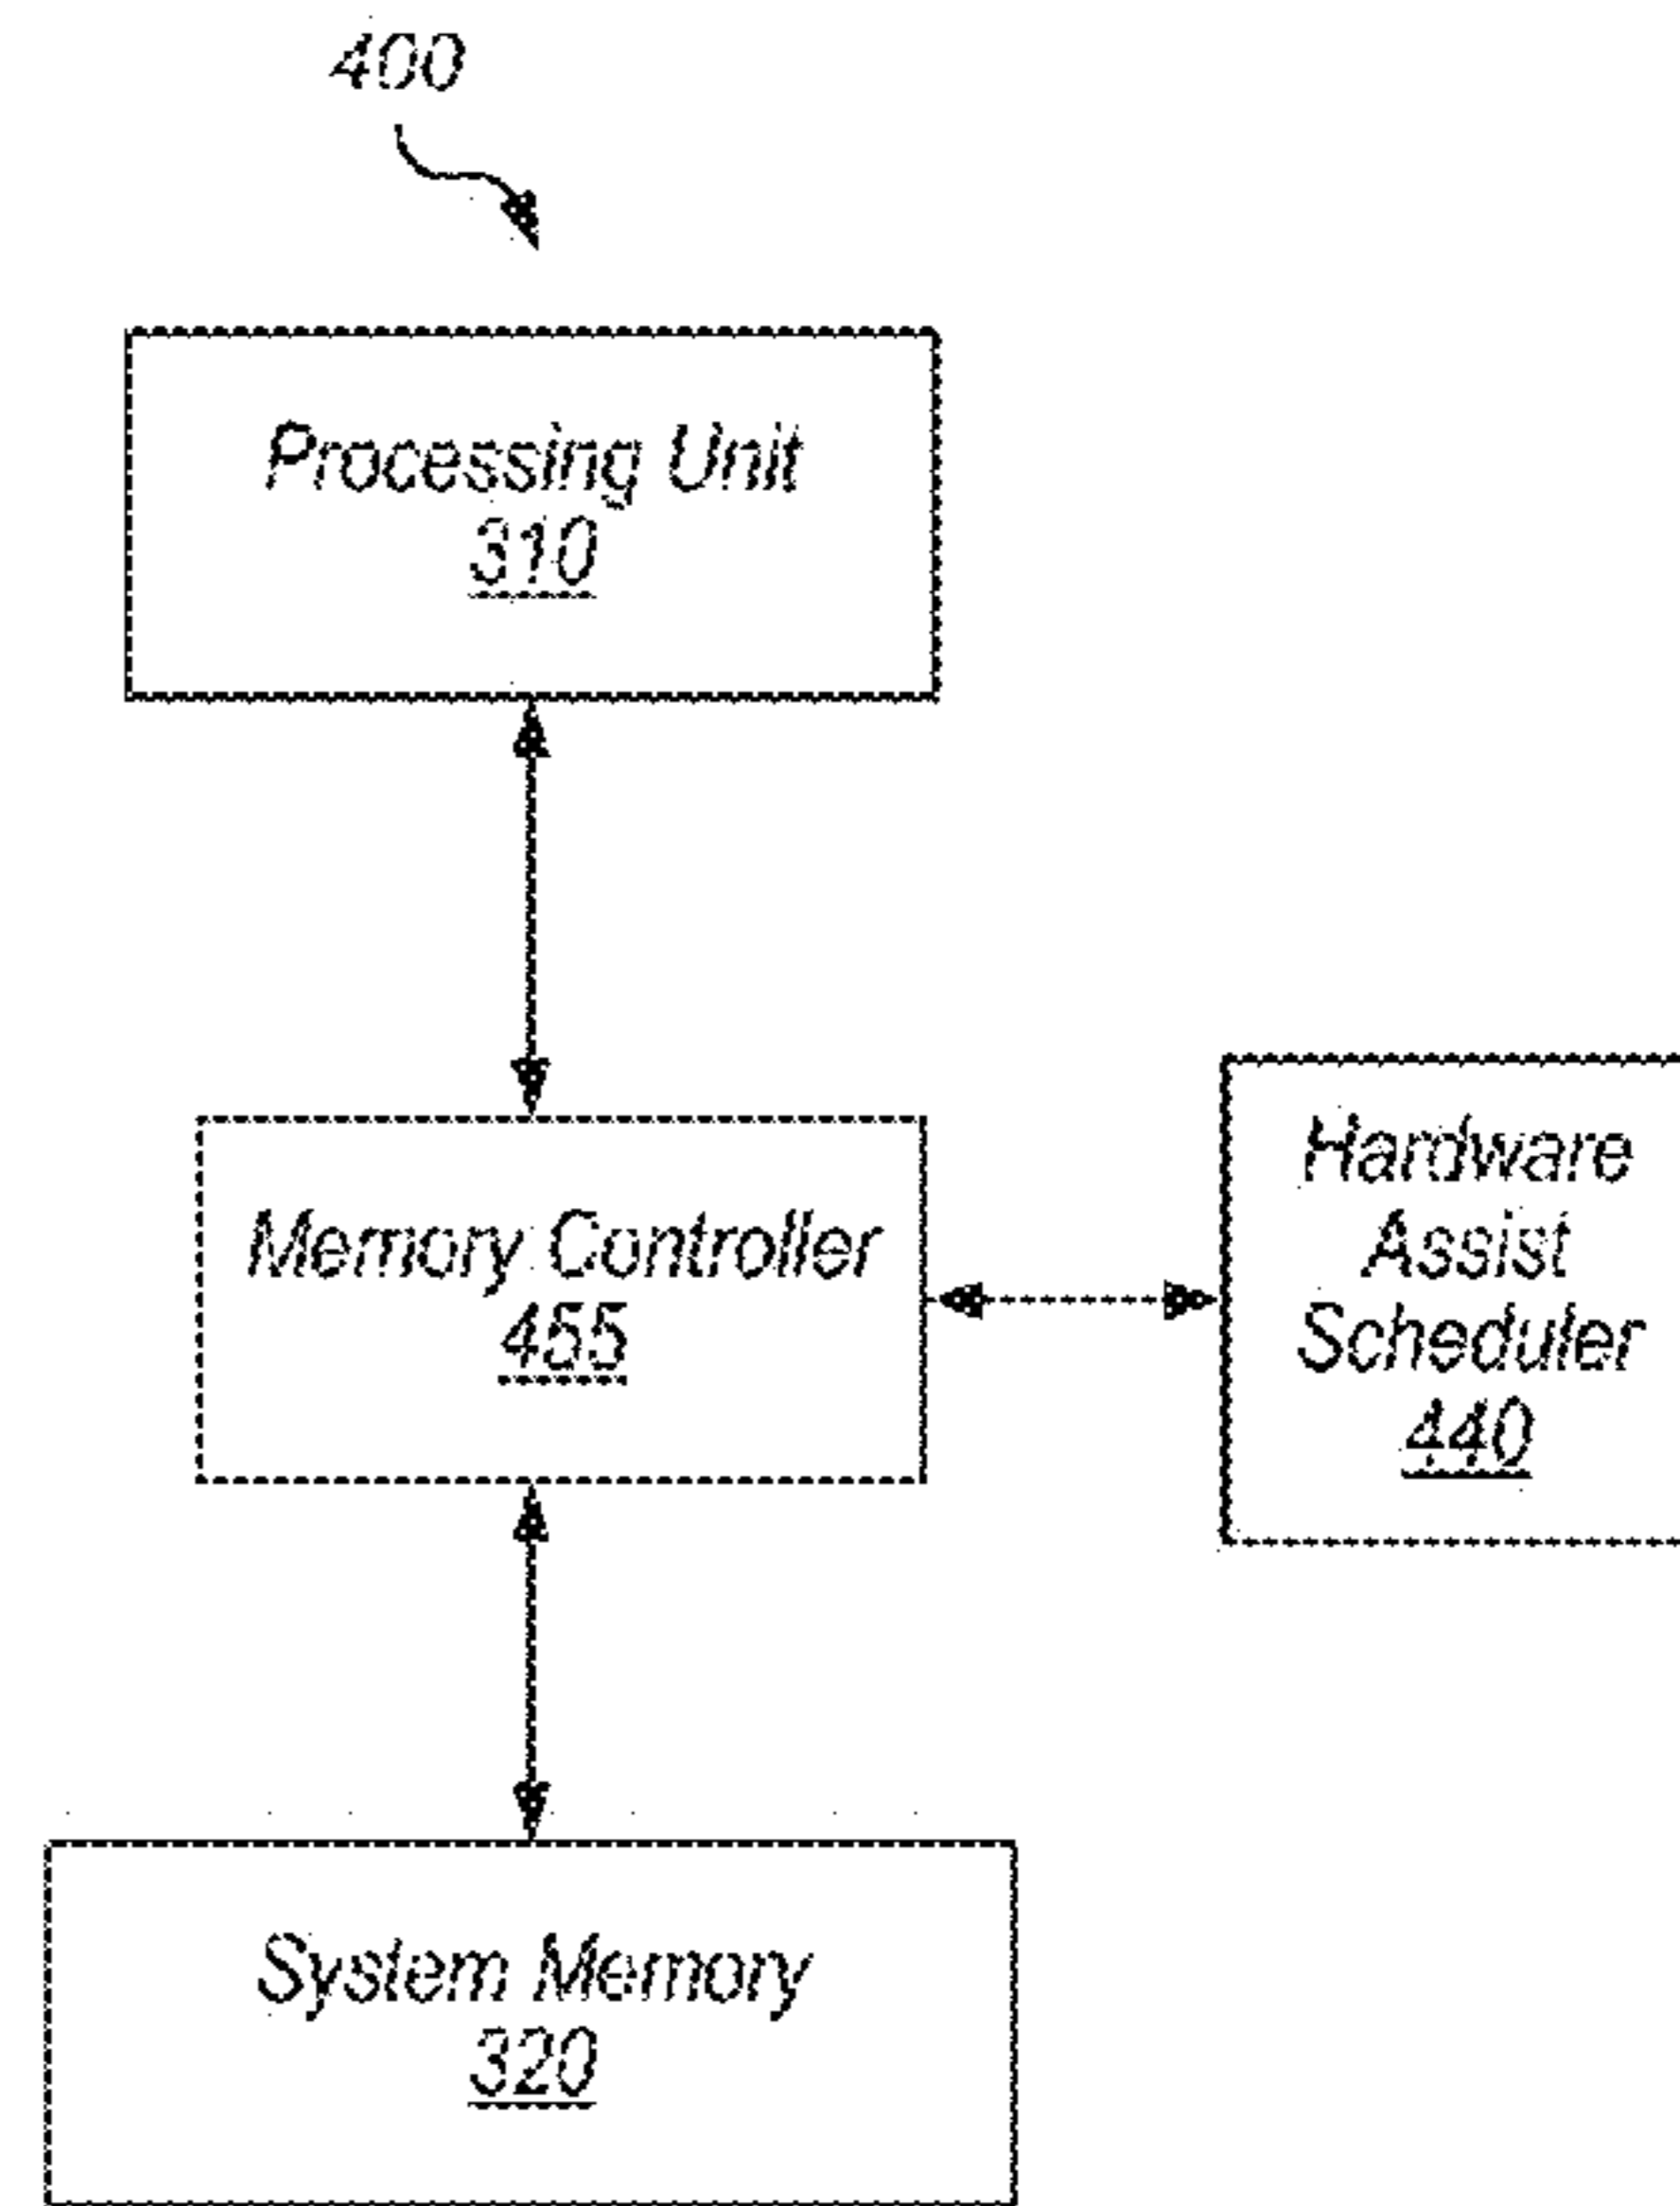 400
Processing Unit
310
Memory Controller
455
Hardware
Assist
Scheduler
440
System Memory
320